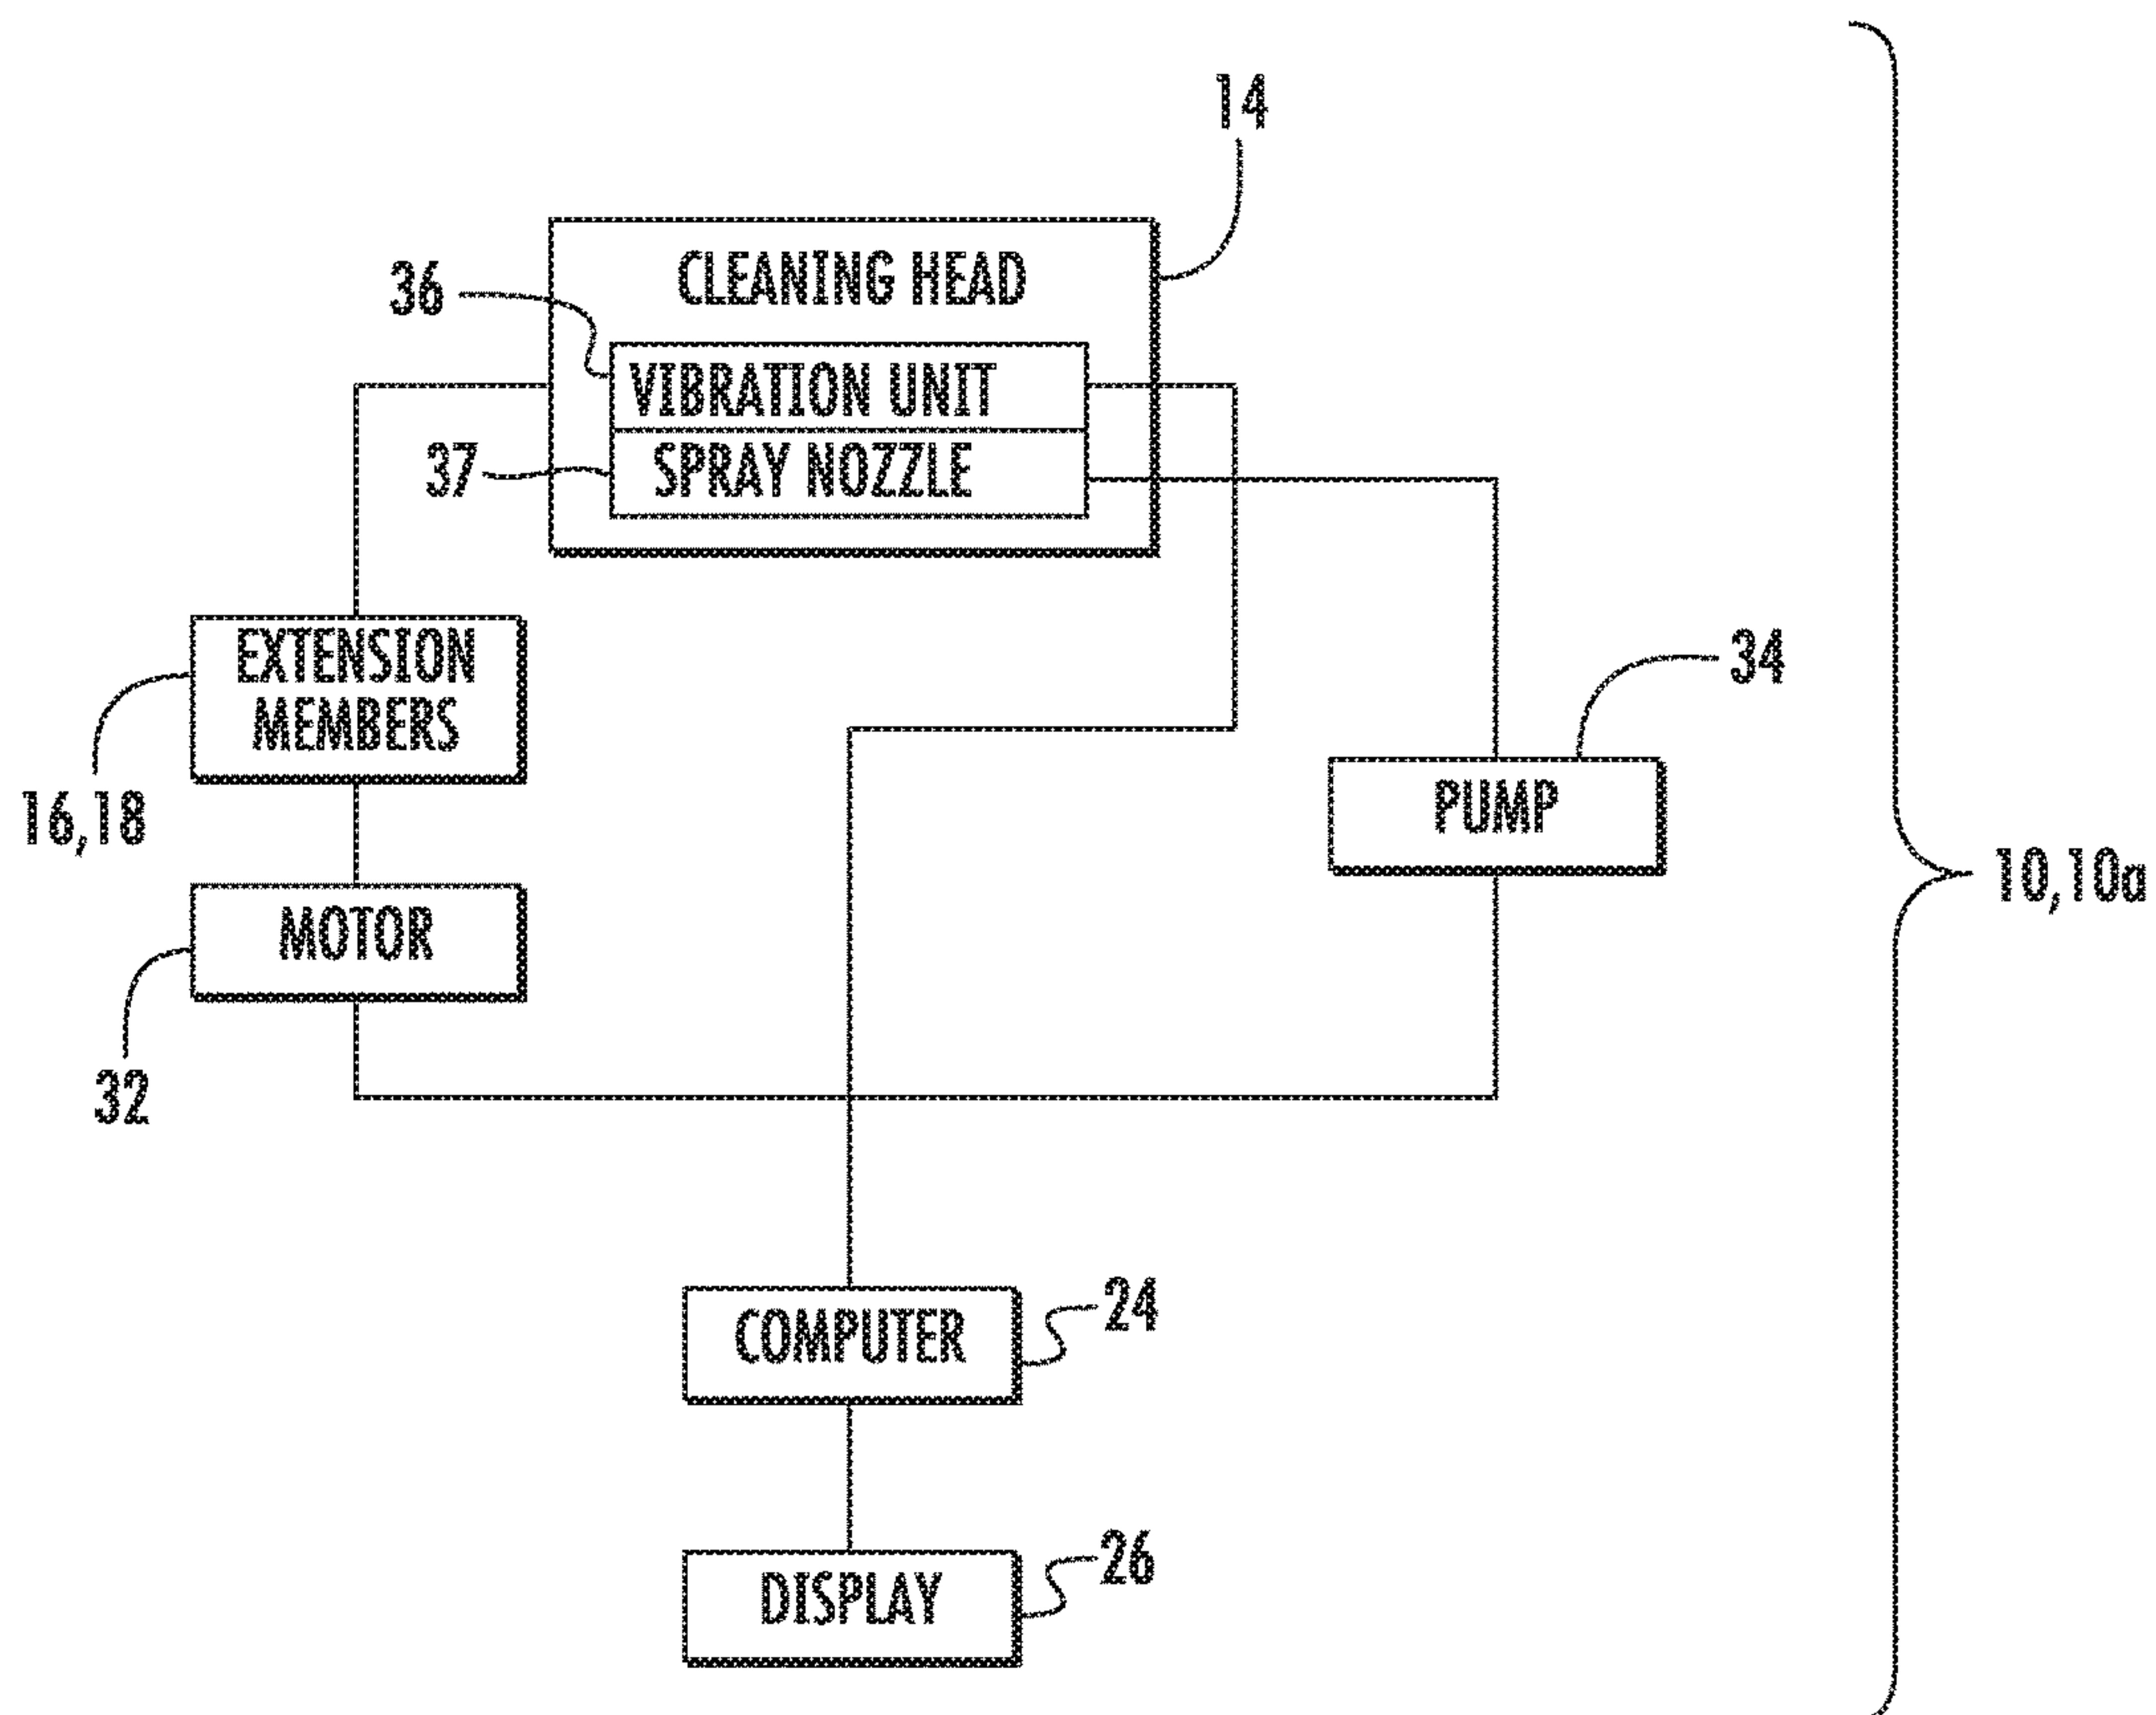 14
CLEANING HEAD
36
VIBRATION UNIT
37
SPRAY NOZZLE
EXTENSION
MEMBERS
34
16,18
PUMP
10,10a
MOTOR
32
COMPUTER
24
DISPLAY
26